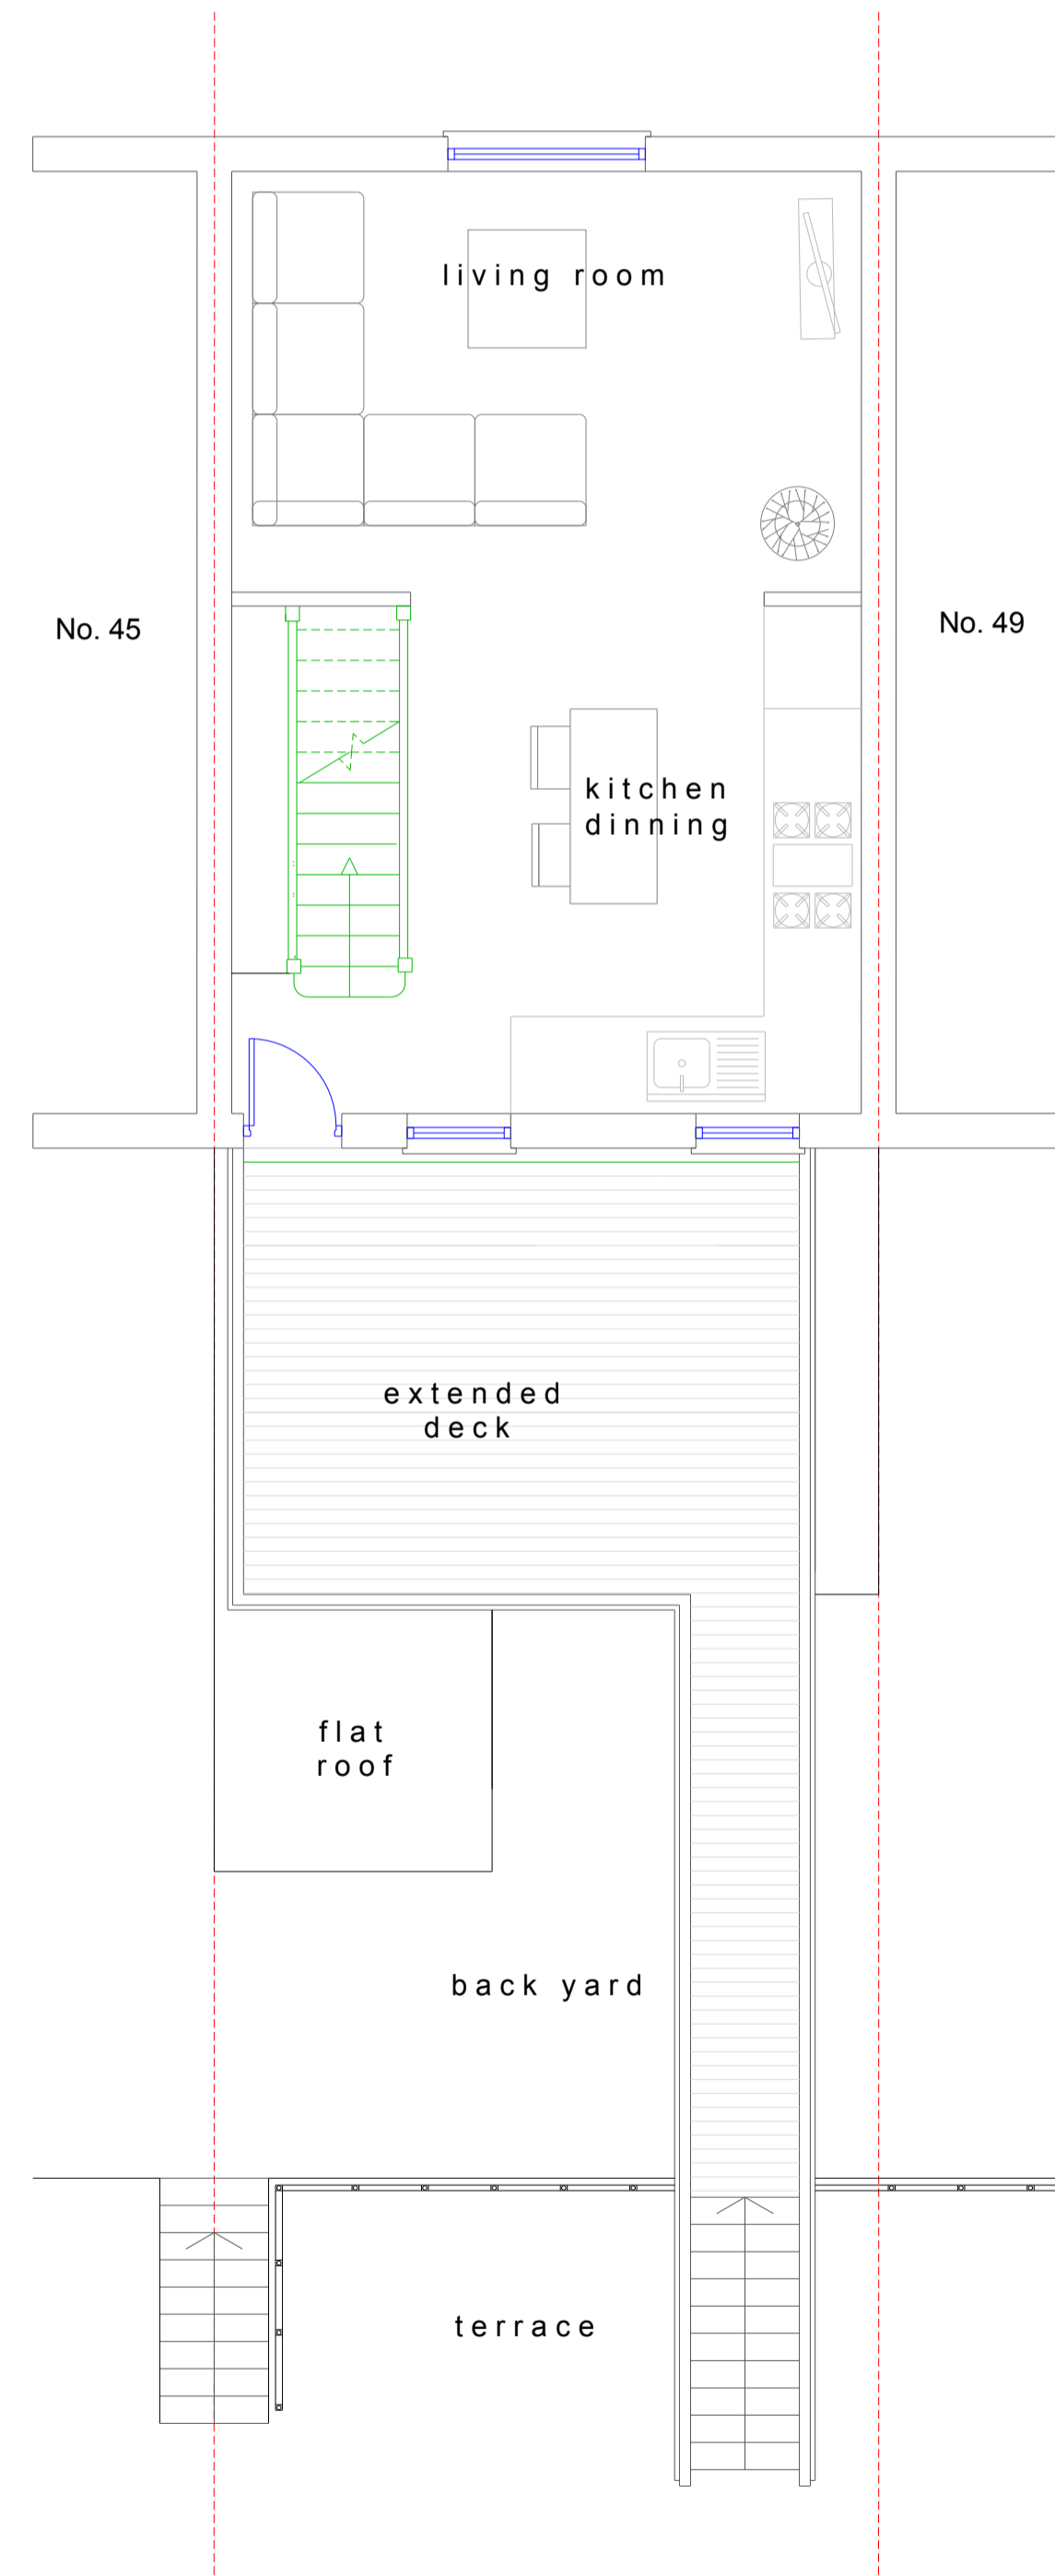 living room
No. 45
No. 49
kitchen
dinning
extended
deck
flat
roof
back yard
terrace